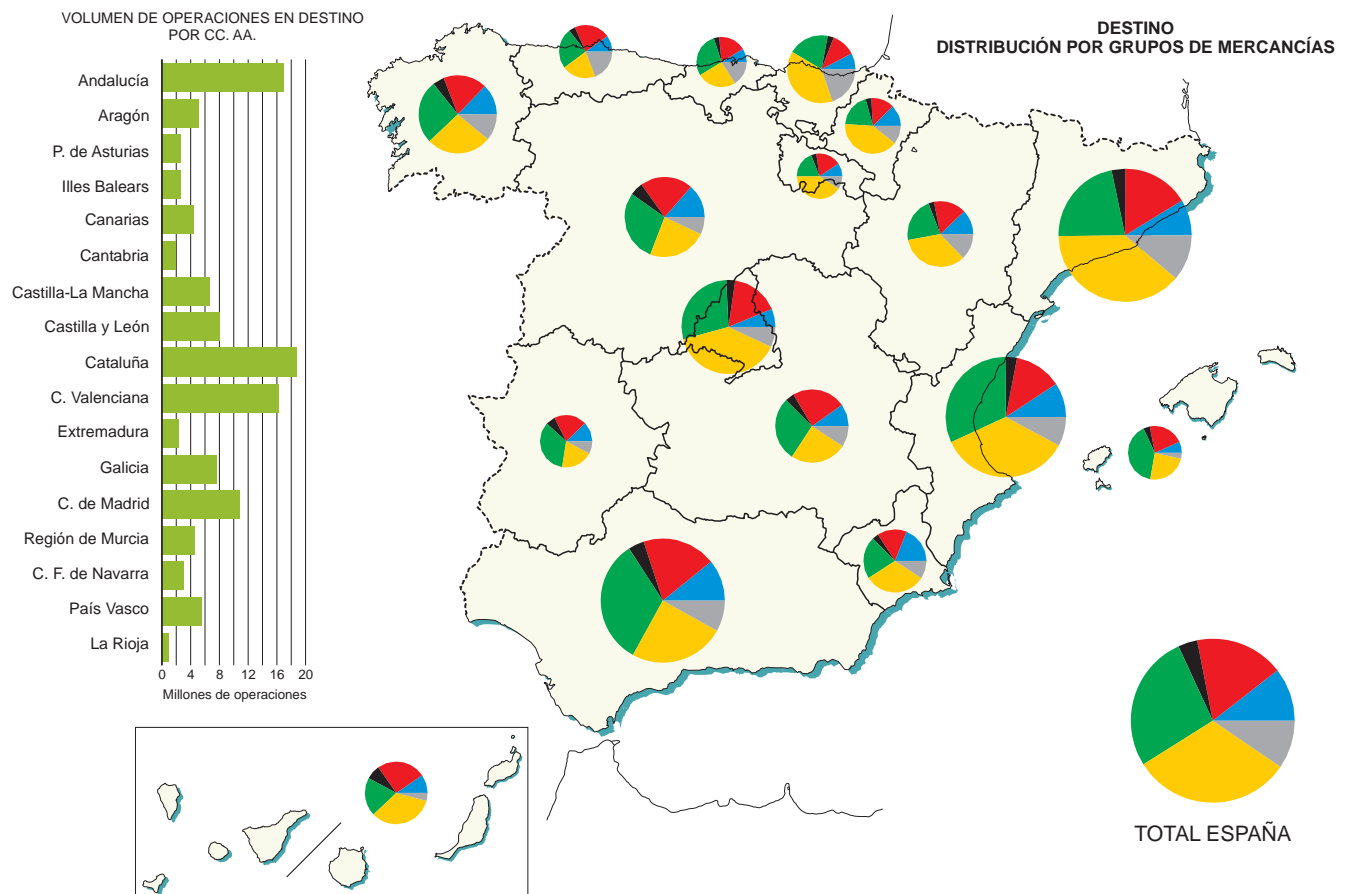 VOLUMEN DE OPERACIONES EN DESTINO
POR CC. AA.
Andalucía
Aragón
P. de Asturias
Illes Balears
Canarias
Cantabria
Castilla-La Mancha
Castilla y León
Cataluña
C. Valenciana
Extremadura
Galicia
C. de Madrid
Región de Murcia
C. F. de Navarra
País Vasco
La Rioja
0 4 8 12 16 20
Millones de operaciones
DESTINO
DISTRIBUCIÓN POR GRUPOS DE MERCANCÍAS
TOTAL ESPAÑA